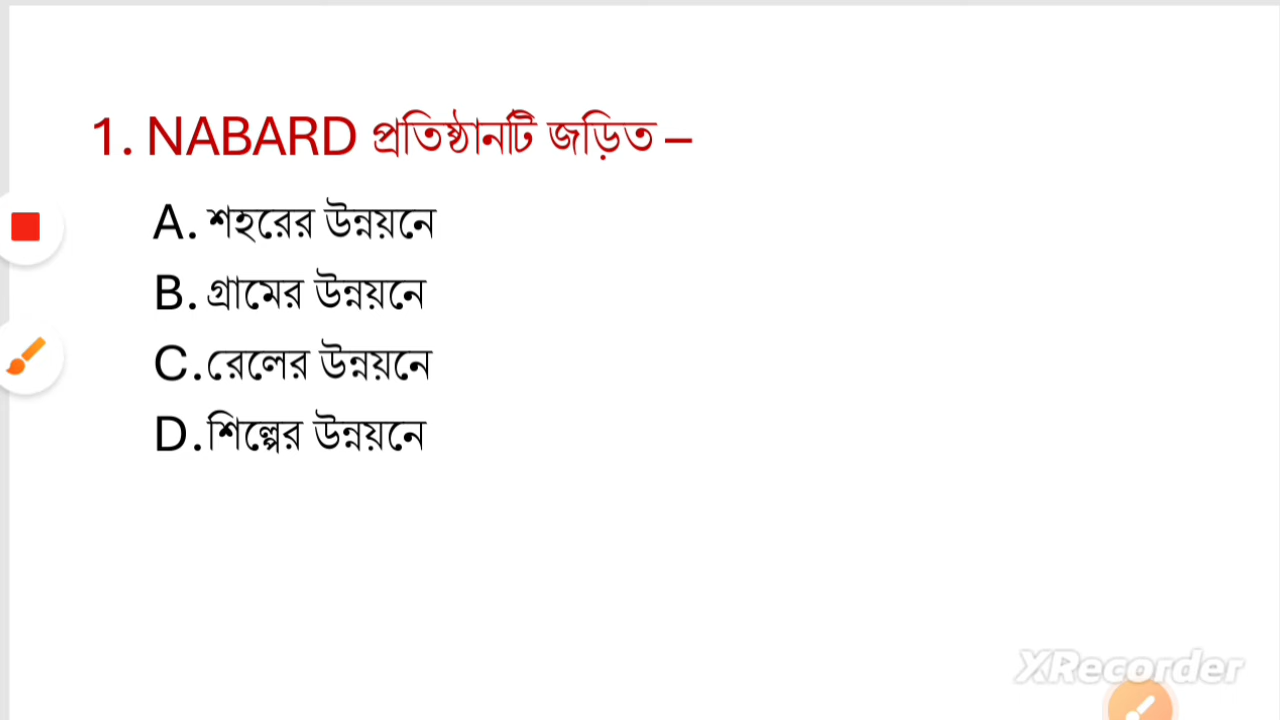 1. NABARD প্রতিষ্ঠানটি জড়িত –
A. শহরের উন্নয়নে
B. গ্রামের উন্নয়নে
C. রেলের উন্নয়নে
D. শিল্পের উন্নয়নে
XRecorder